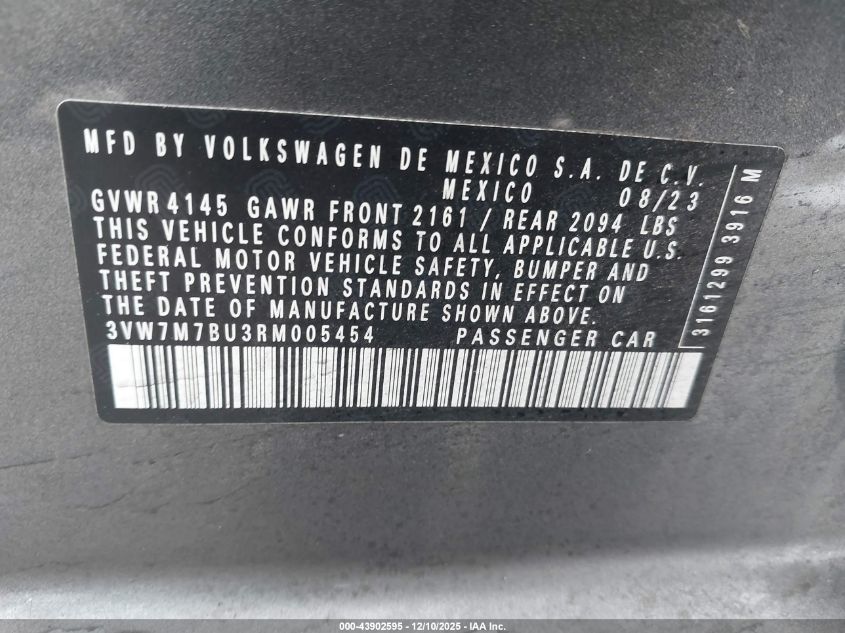 MFD BY VOLKSWAGEN DE MEXICO S.A. DE C.V.
MEXICO 08/23
GVWR 4145 GAWR FRONT 2161 / REAR 2094 LBS
THIS VEHICLE CONFORMS TO ALL APPLICABLE U.S.
FEDERAL MOTOR VEHICLE SAFETY, BUMPER AND
THEFT PREVENTION STANDARDS IN EFFECT ON
THE DATE OF MANUFACTURE SHOWN ABOVE.
3VW7M7BU3RM005454 PASSENGER CAR
3161299 3916 M
000-43902595 - 12/10/2025 - IAA Inc.